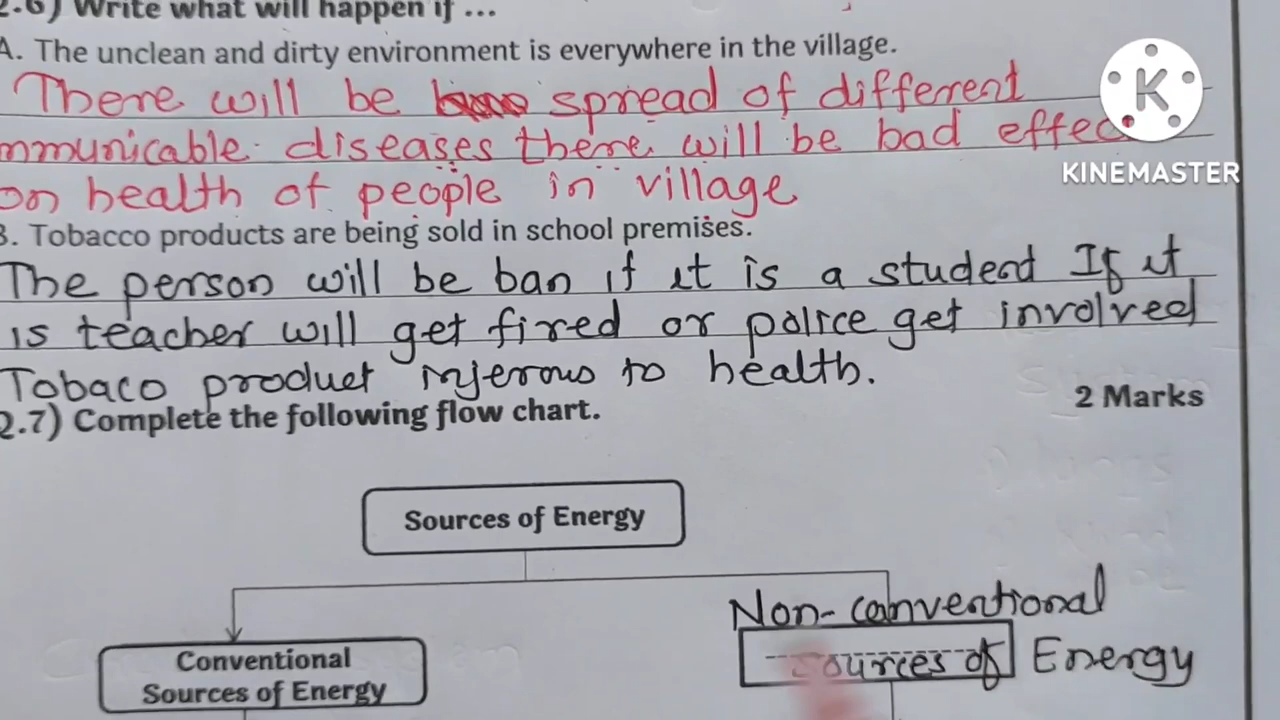 2.6) Write what will happen if ...
A. The unclean and dirty environment is everywhere in the village.
There will be spread of different
mmunicable diseases there will be bad effec
on health of people in village
B. Tobacco products are being sold in school premises.
The person will be ban if it is a student If it
is teacher will get fired or police get involved
Tobaco product injerous to health.
2.7) Complete the following flow chart.
2 Marks
Sources of Energy
Non-conventional
Sources of Energy
Conventional
Sources of Energy
K
KINEMASTER